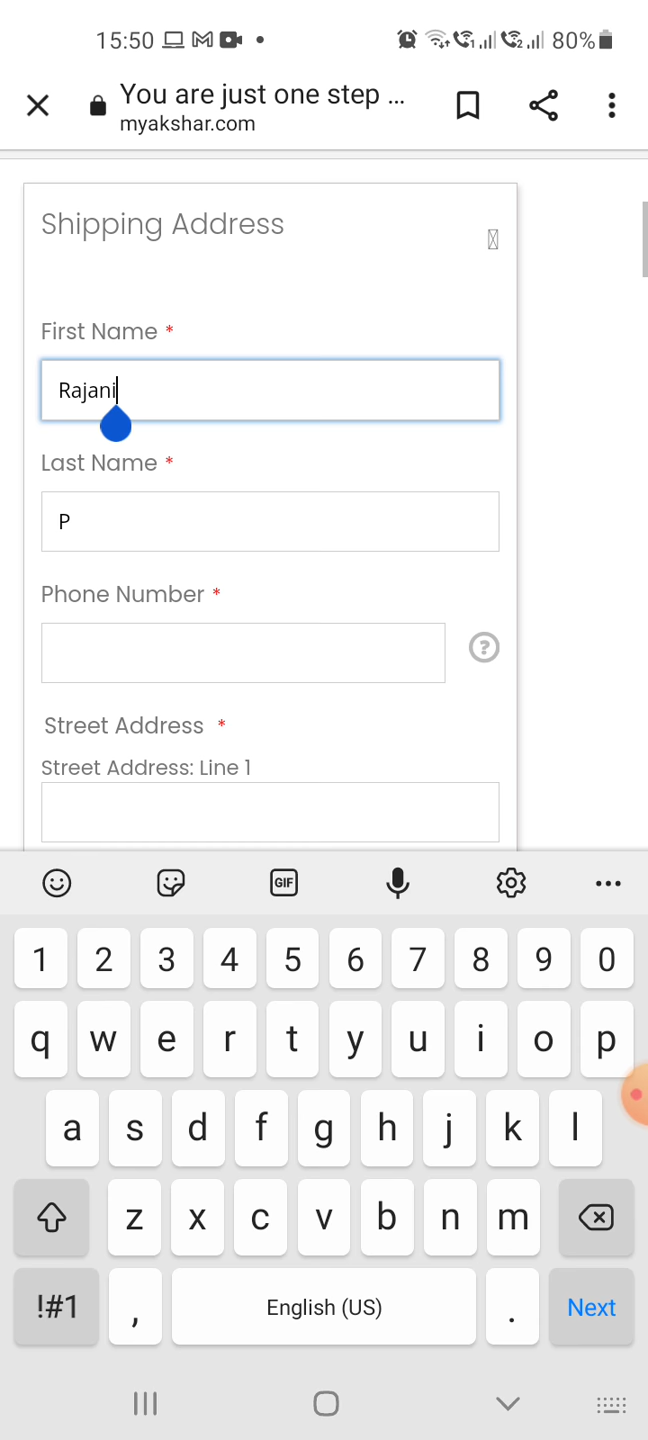 15:50 80%
You are just one step ...
myakshar.com
Shipping Address
First Name *
Rajani
Last Name *
P
Phone Number *
?
Street Address *
Street Address: Line 1
GIF
1 2 3 4 5 6 7 8 9 0
q w e r t y u i o p
a s d f g h j k l
z x c v b n m
!#1 , English (US) . Next